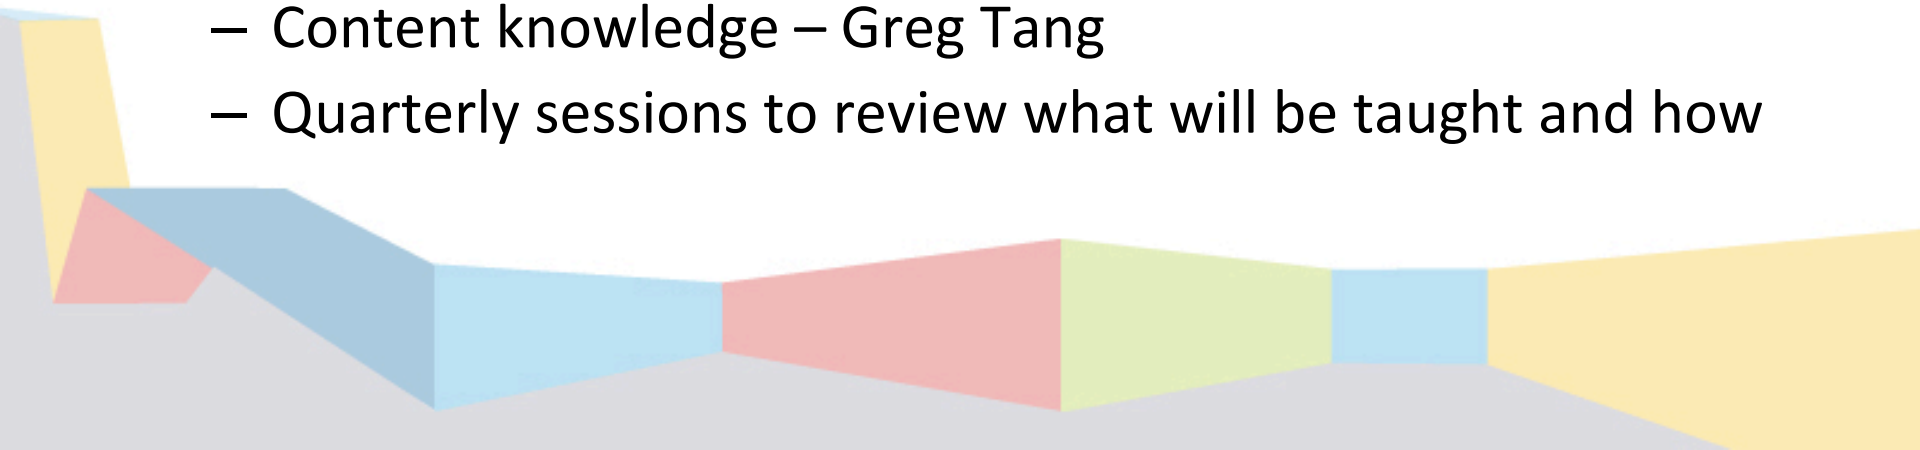 – Content knowledge – Greg Tang
– Quarterly sessions to review what will be taught and how